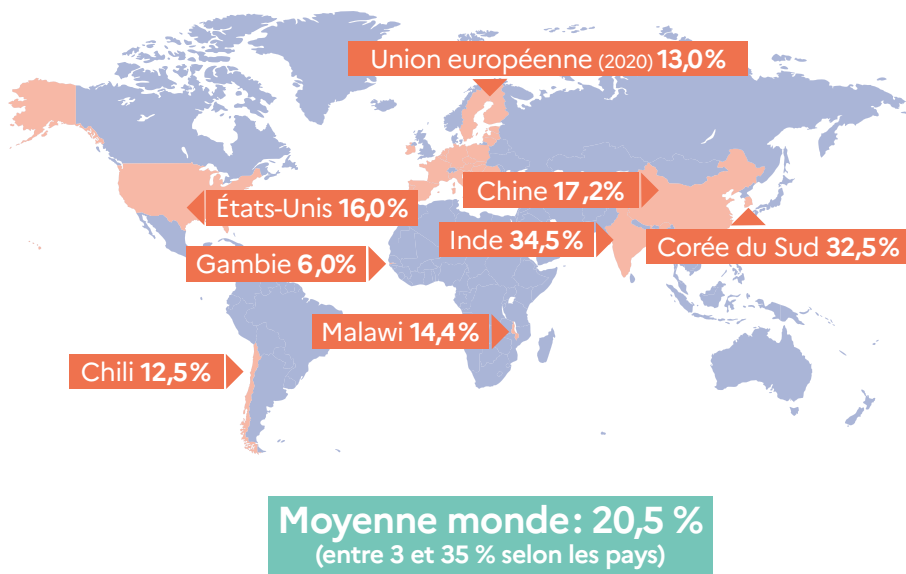 Union européenne (2020) 13,0%
Chine 17,2%
États-Unis 16,0%
Inde 34,5%
Corée du Sud 32,5%
Gambie 6,0%
Malawi 14,4%
Chili 12,5%
Moyenne monde: 20,5 %
(entre 3 et 35 % selon les pays)